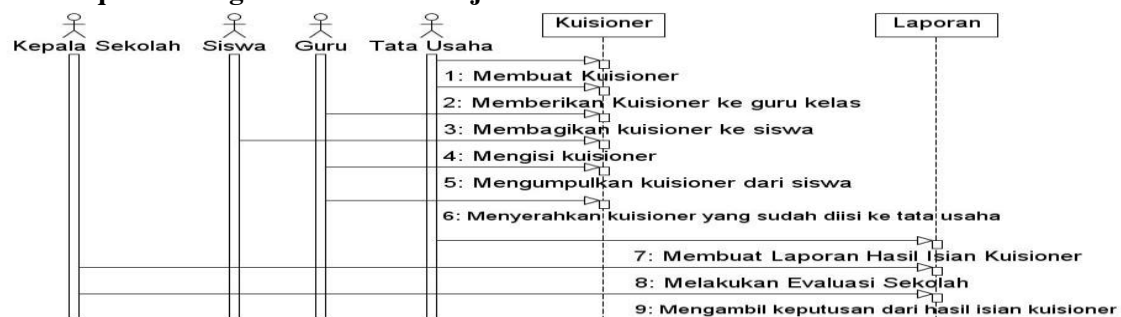 Kuisioner Laporan
Kepala Sekolah Siswa Guru Tata Usaha
1: Membuat Kuisioner
2: Memberikan Kuisioner ke guru kelas
3: Membagikan kuisioner ke siswa
4: Mengisi kuisioner
5: Mengumpulkan kuisioner dari siswa
6: Menyerahkan kuisioner yang sudah diisi ke tata usaha
7: Membuat Laporan Hasil Isian Kuisioner
8: Melakukan Evaluasi Sekolah
9: Mengambil keputusan dari hasil isian kuisioner